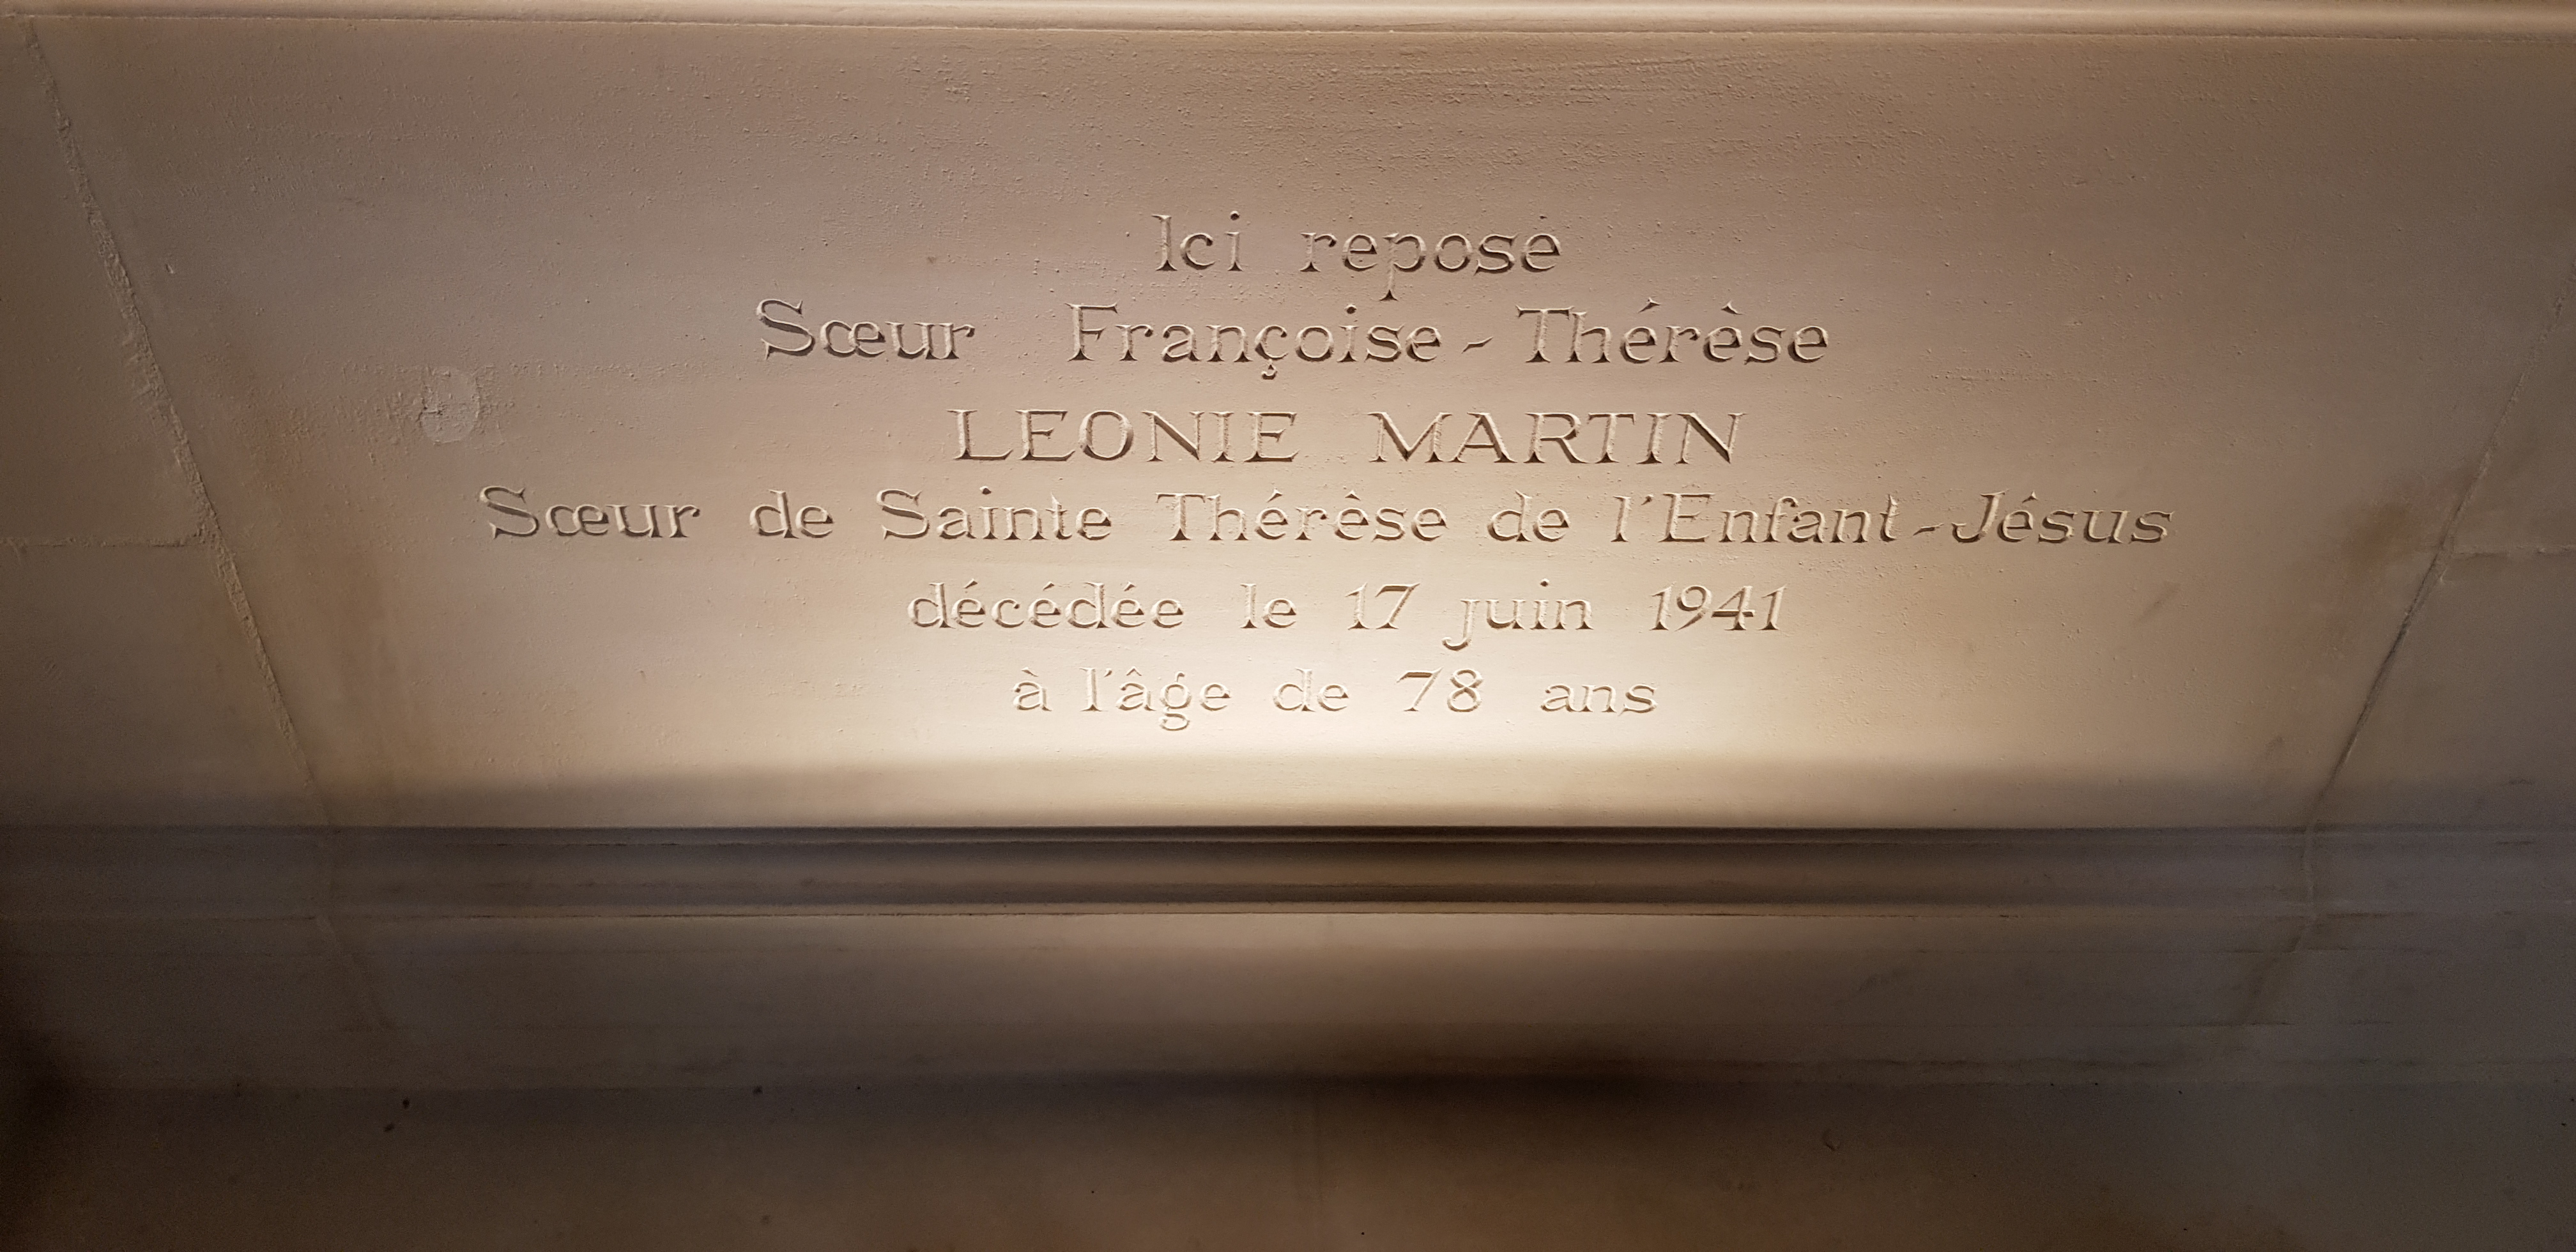 Ici repose
Sœur Françoise-Thérèse
LEONIE MARTIN
Sœur de Sainte Thérèse de l'Enfant-Jésus
décédée le 17 juin 1941
à l'âge de 78 ans